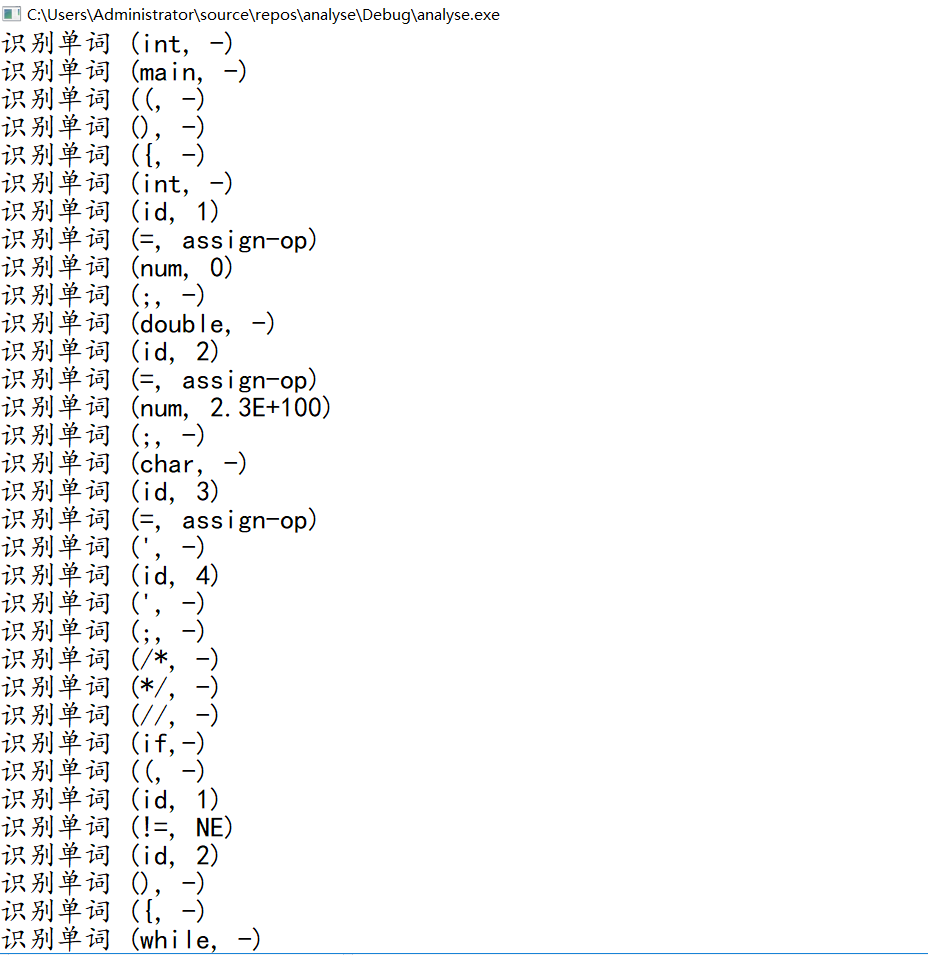 C:\Users\Administrator\source\repos\analyse\Debug\analyse.exe
识别单词 (int, -)
识别单词 (main, -)
识别单词 ((, -)
识别单词 (), -)
识别单词 ({, -)
识别单词 (int, -)
识别单词 (id, 1)
识别单词 (=, assign-op)
识别单词 (num, 0)
识别单词 (;, -)
识别单词 (double, -)
识别单词 (id, 2)
识别单词 (=, assign-op)
识别单词 (num, 2.3E+100)
识别单词 (;, -)
识别单词 (char, -)
识别单词 (id, 3)
识别单词 (=, assign-op)
识别单词 (', -)
识别单词 (id, 4)
识别单词 (', -)
识别单词 (;, -)
识别单词 (/*, -)
识别单词 (*/, -)
识别单词 (//, -)
识别单词 (if,-)
识别单词 ((, -)
识别单词 (id, 1)
识别单词 (!=, NE)
识别单词 (id, 2)
识别单词 (), -)
识别单词 ({, -)
识别单词 (while, -)